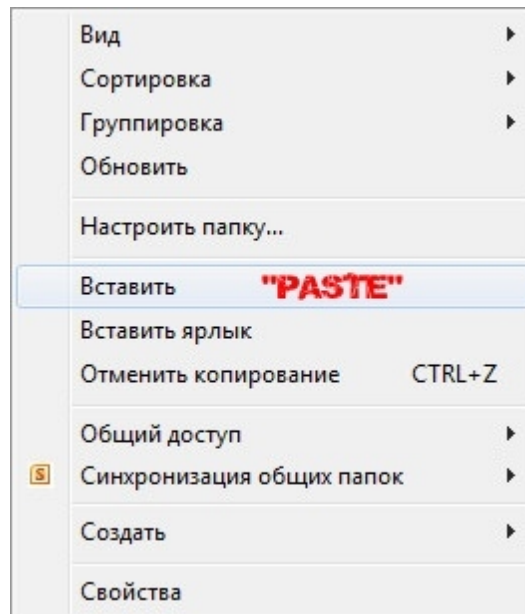 Вид
Сортировка
Группировка
Обновить
Настроить папку...
Вставить "PASTE"
Вставить ярлык
Отменить копирование CTRL+Z
Общий доступ
S Синхронизация общих папок
Создать
Свойства